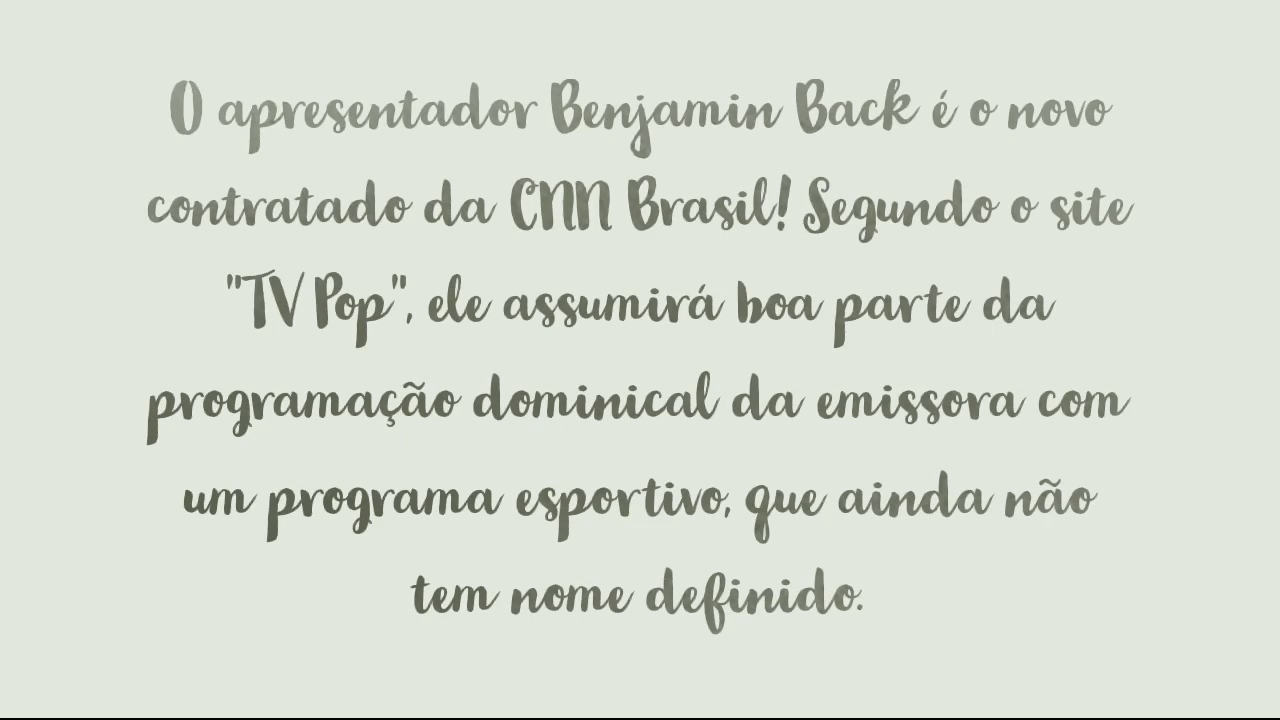 O apresentador Benjamin Back é o novo
contratado da CNN Brasil! Segundo o site
"TV Pop", ele assumirá boa parte da
programação dominical da emissora com
um programa esportivo, que ainda não
tem nome definido.